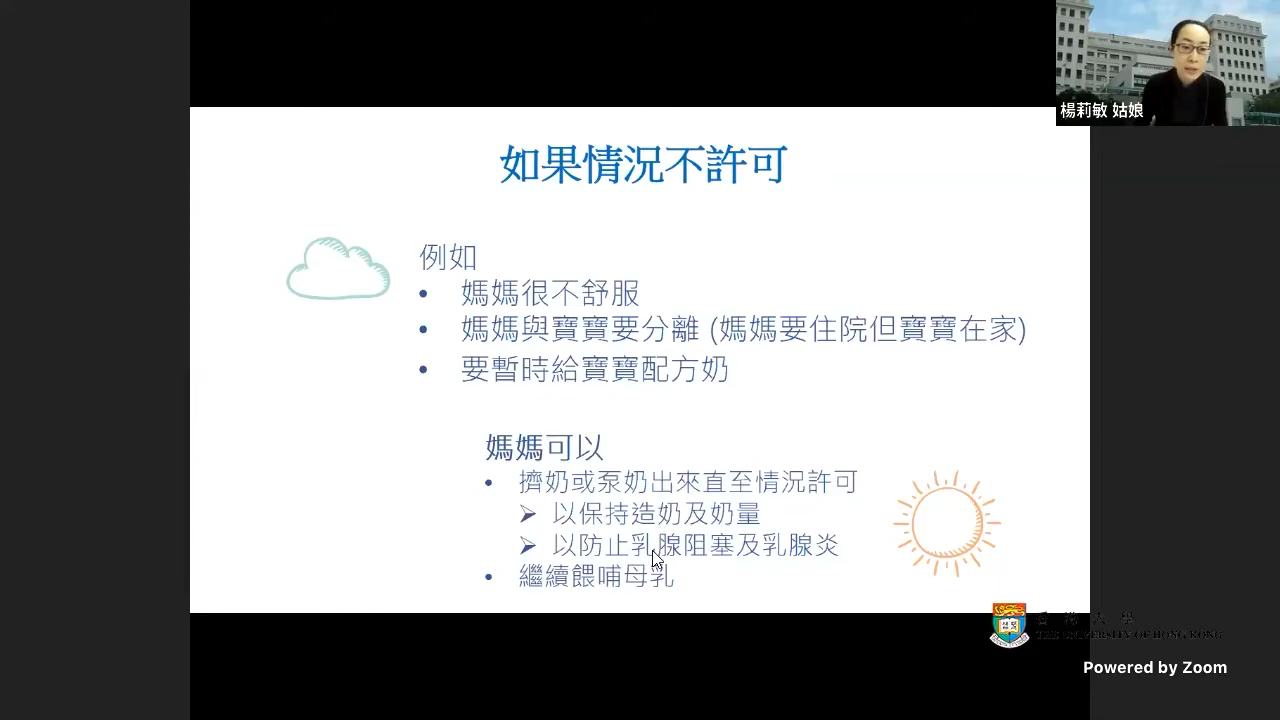 楊莉敏 姑娘
如果情況不許可
例如
• 媽媽很不舒服
• 媽媽與寶寶要分離 (媽媽要住院但寶寶在家)
• 要暫時給寶寶配方奶
媽媽可以
• 擠奶或泵奶出來直至情況許可
➢ 以保持造奶及奶量
➢ 以防止乳腺阻塞及乳腺炎
• 繼續餵哺母乳
香港大學
THE UNIVERSITY OF HONG KONG
Powered by Zoom